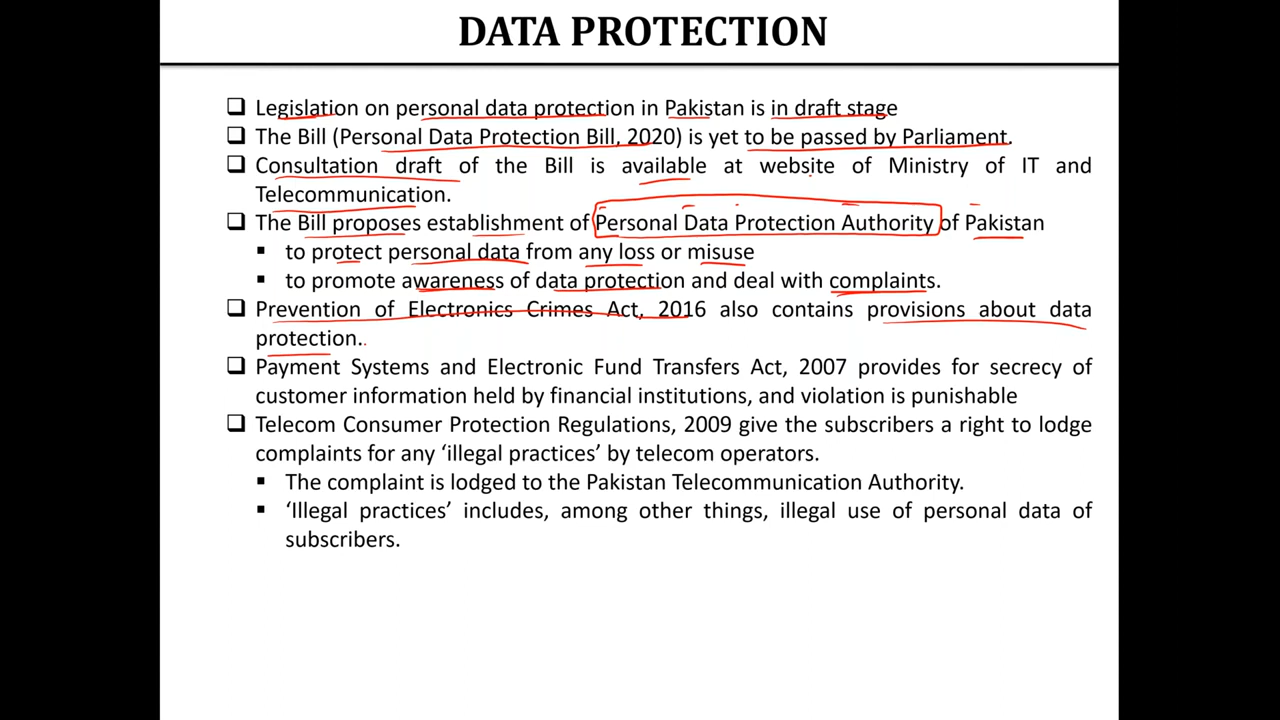 DATA PROTECTION
❑ Legislation on personal data protection in Pakistan is in draft stage
❑ The Bill (Personal Data Protection Bill, 2020) is yet to be passed by Parliament.
❑ Consultation draft of the Bill is available at website of Ministry of IT and
Telecommunication.
❑ The Bill proposes establishment of Personal Data Protection Authority of Pakistan
▪ to protect personal data from any loss or misuse
▪ to promote awareness of data protection and deal with complaints.
❑ Prevention of Electronics Crimes Act, 2016 also contains provisions about data
protection.
❑ Payment Systems and Electronic Fund Transfers Act, 2007 provides for secrecy of
customer information held by financial institutions, and violation is punishable
❑ Telecom Consumer Protection Regulations, 2009 give the subscribers a right to lodge
complaints for any ‘illegal practices’ by telecom operators.
▪ The complaint is lodged to the Pakistan Telecommunication Authority.
▪ ‘Illegal practices’ includes, among other things, illegal use of personal data of
subscribers.